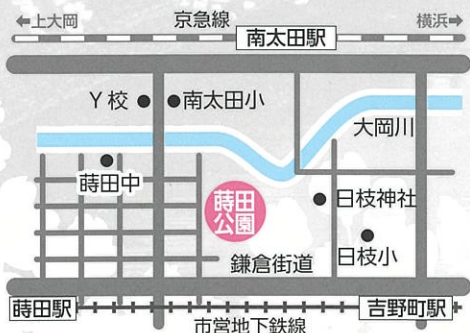 ←上大岡
京急線
横浜→
南太田駅
Y校
南太田小
大岡川
蒔田中
蒔田
公園
日枝神社
日枝小
鎌倉街道
蒔田駅
吉野町駅
市営地下鉄線